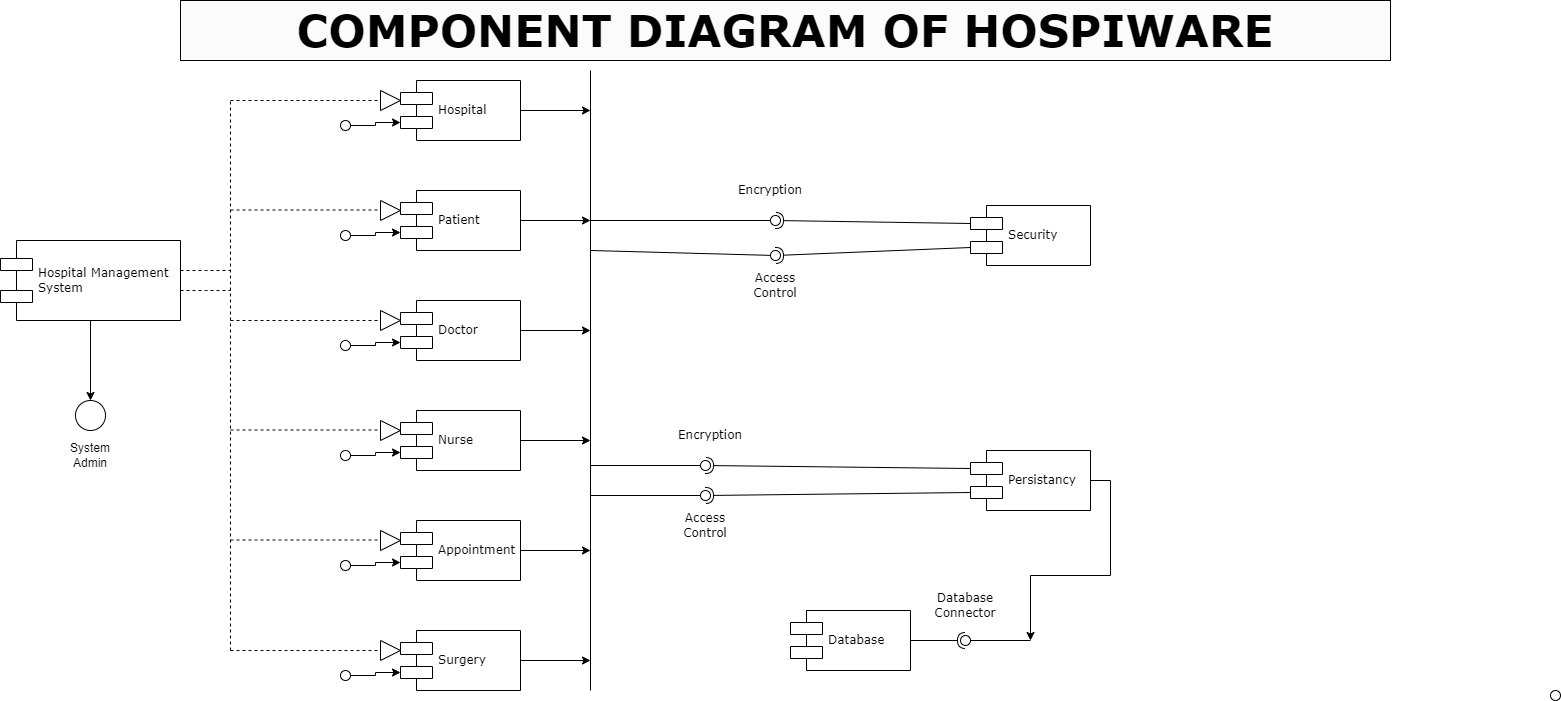 COMPONENT DIAGRAM OF HOSPIWARE
Hospital
Encryption
Patient
Security
Hospital Management
System
Access
Control
Doctor
Encryption
Nurse
System
Admin
Persistancy
Access
Control
Appointment
Database
Connector
Database
Surgery